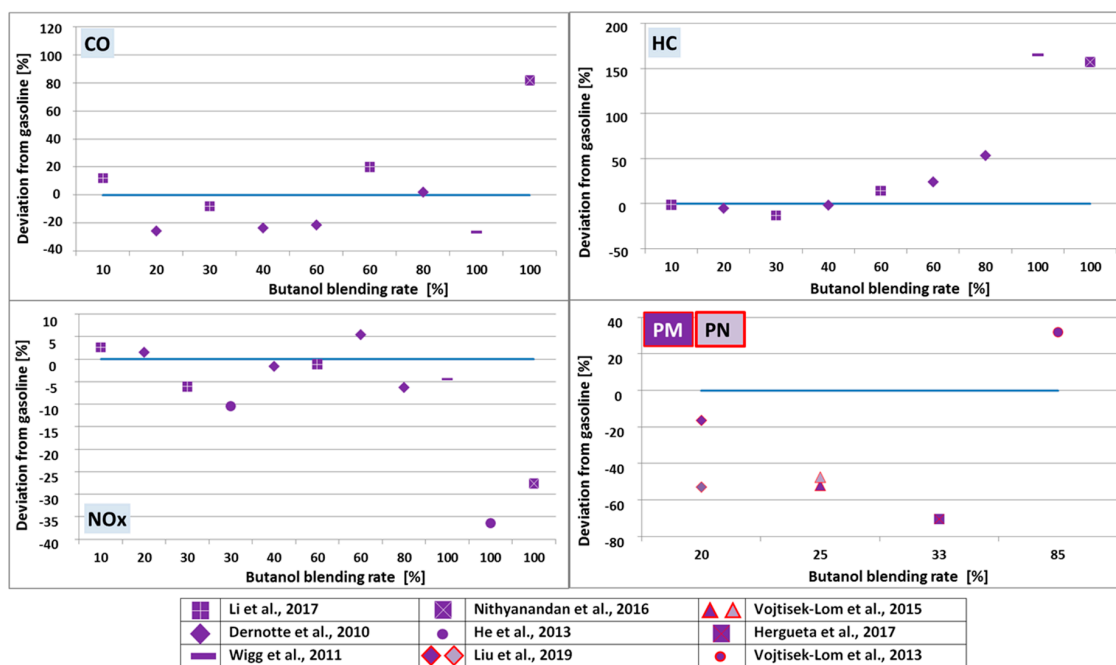 CO
Deviation from gasoline [%]
120
100
80
60
40
20
0
-20
-40
10 20 30 40 60 60 80 100 100
Butanol blending rate [%]
HC
Deviation from gasoline [%]
200
150
100
50
0
-50
10 20 30 40 60 60 80 100 100
Butanol blending rate [%]
NOx
Deviation from gasoline [%]
10
5
0
-5
-10
-15
-20
-25
-30
-35
-40
10 20 30 30 40 60 60 80 100 100 100
Butanol blending rate [%]
PM PN
Deviation from gasoline [%]
40
20
0
-20
-40
-60
-80
20 25 33 85
Butanol blending rate [%]
Li et al., 2017 Nithyanandan et al., 2016 Vojtisek-Lom et al., 2015
Dernotte et al., 2010 He et al., 2013 Hergueta et al., 2017
Wigg et al., 2011 Liu et al., 2019 Vojtisek-Lom et al., 2013